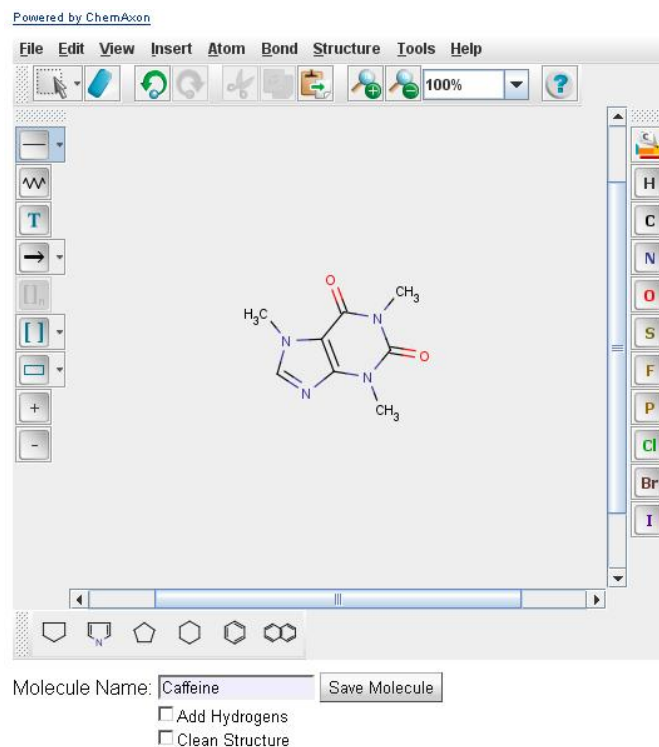 Powered by ChemAxon
File Edit View Insert Atom Bond Structure Tools Help
100% ?
T
[ ]n
[ ]
+
-
C
H
C
N
O
S
F
P
Cl
Br
I
O
CH3
H3C
N
N
O
N
N
CH3
N
Molecule Name: Caffeine Save Molecule
Add Hydrogens
Clean Structure